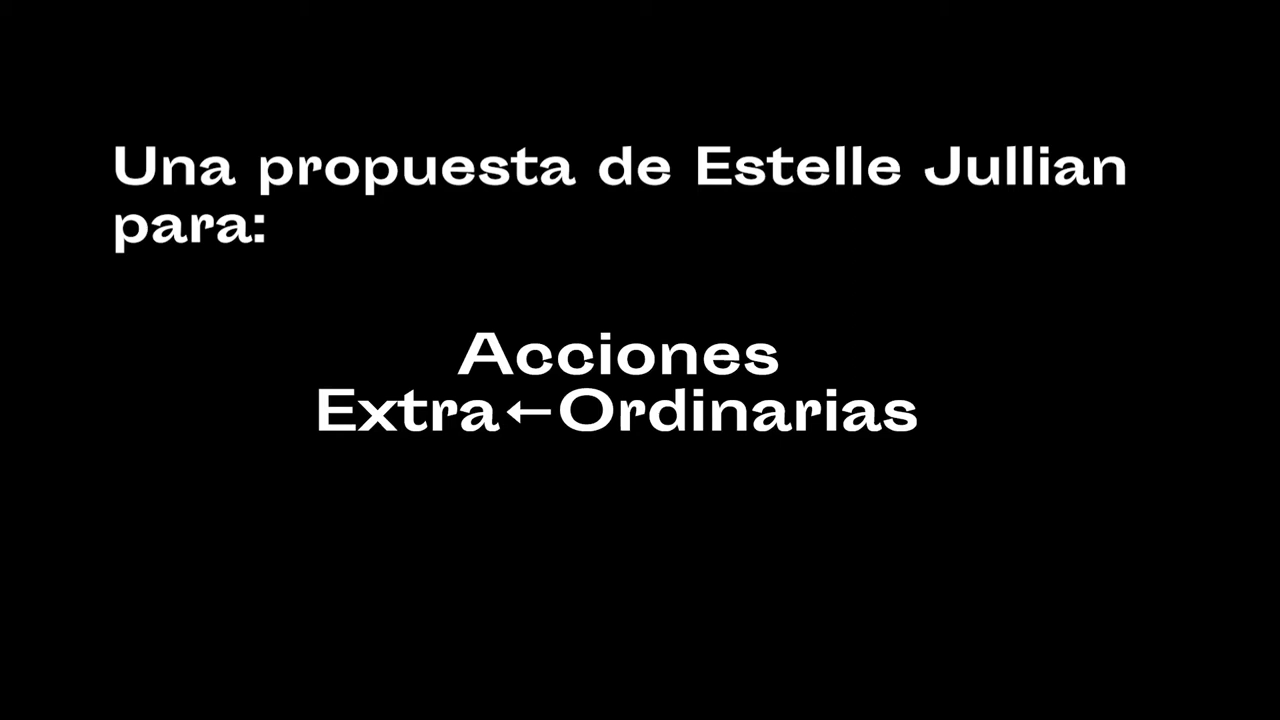 Una propuesta de Estelle Jullian
para:
Acciones
Extra←Ordinarias